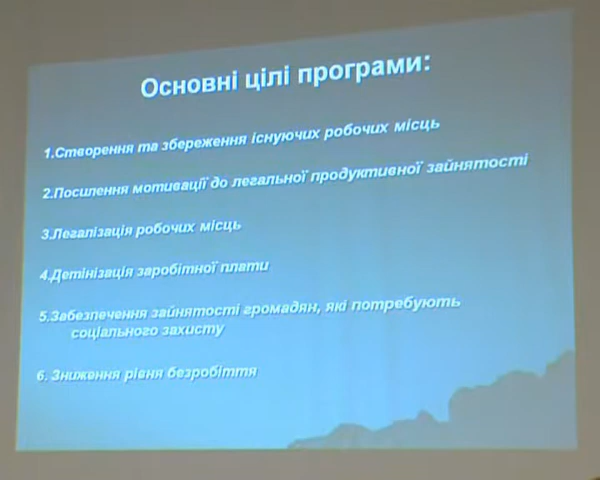 Основні цілі програми:
1.Створення та збереження існуючих робочих місць
2.Посилення мотивації до легальної продуктивної зайнятості
3.Легалізація робочих місць
4.Детінізація заробітної плати
5.Забезпечення зайнятості громадян, які потребують
соціального захисту
6. Зниження рівня безробіття